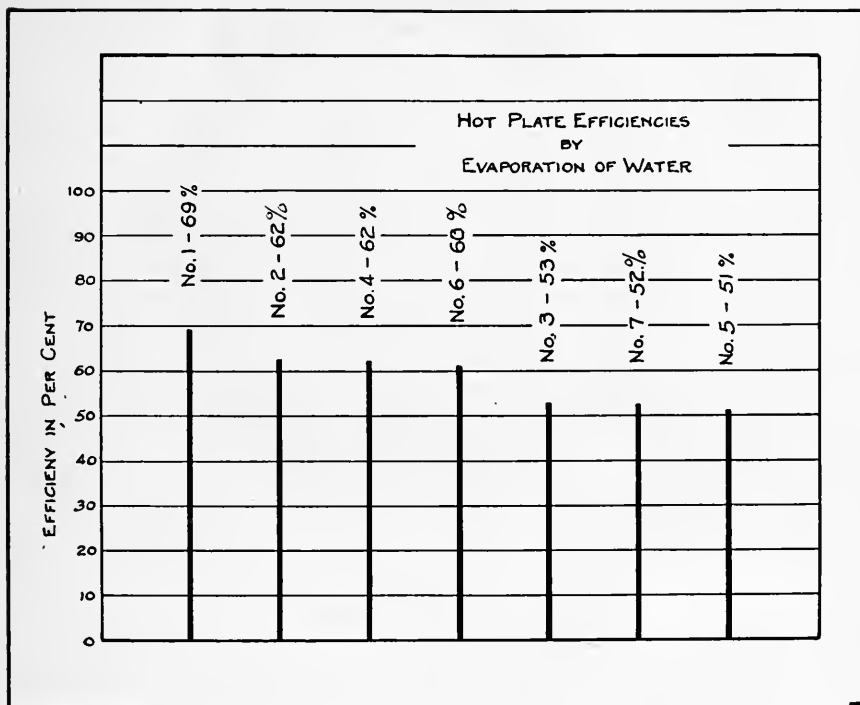 HOT PLATE EFFICIENCIES
BY
EVAPORATION OF WATER
EFFICIENY IN PER CENT
100
90
80
70
60
50
40
30
20
10
0
No. 1 - 69%
No. 2 - 62%
No. 4 - 62%
No. 6 - 60%
No. 3 - 53%
No. 7 - 52%
No. 5 - 51%